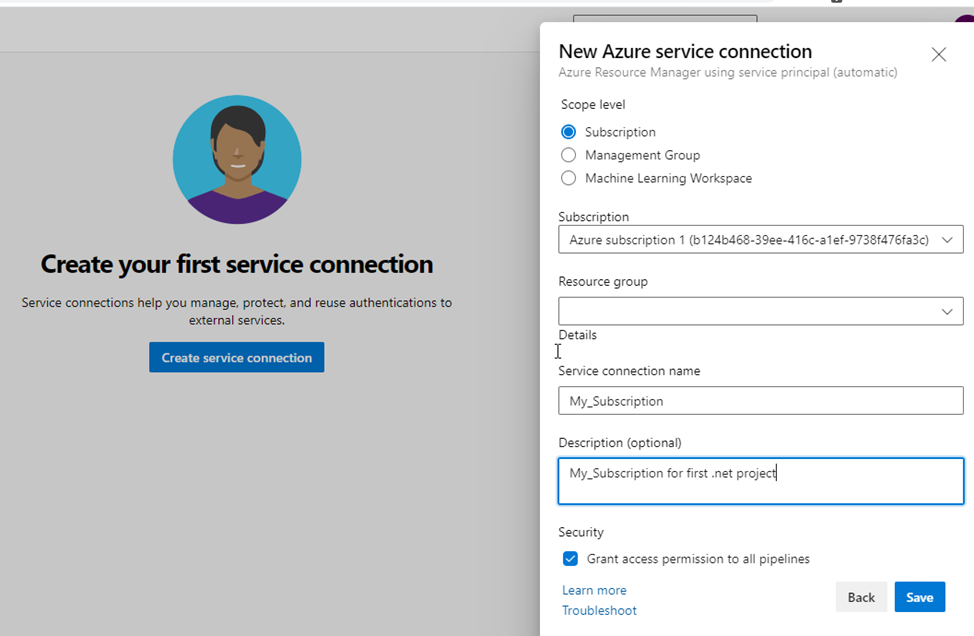 Create your first service connection
Service connections help you manage, protect, and reuse authentications to
external services.
Create service connection
New Azure service connection
Azure Resource Manager using service principal (automatic)
Scope level
Subscription
Management Group
Machine Learning Workspace
Subscription
Azure subscription 1 (b124b468-39ee-416c-a1ef-9738f476fa3c)
Resource group
Details
Service connection name
My_Subscription
Description (optional)
My_Subscription for first .net project
Security
Grant access permission to all pipelines
Learn more
Troubleshoot
Back
Save